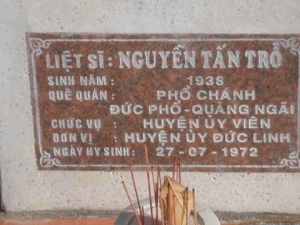 LIỆT SĨ: NGUYỄN TẤN TRỖ
SINH NĂM : 1938
QUÊ QUÁN : PHỔ CHÁNH
ĐỨC PHỔ-QUẢNG NGÃI
CHỨC VỤ : HUYỆN ỦY VIÊN
ĐƠN VỊ : HUYỆN ỦY ĐỨC LINH
NGÀY HY SINH: 27-07-1972